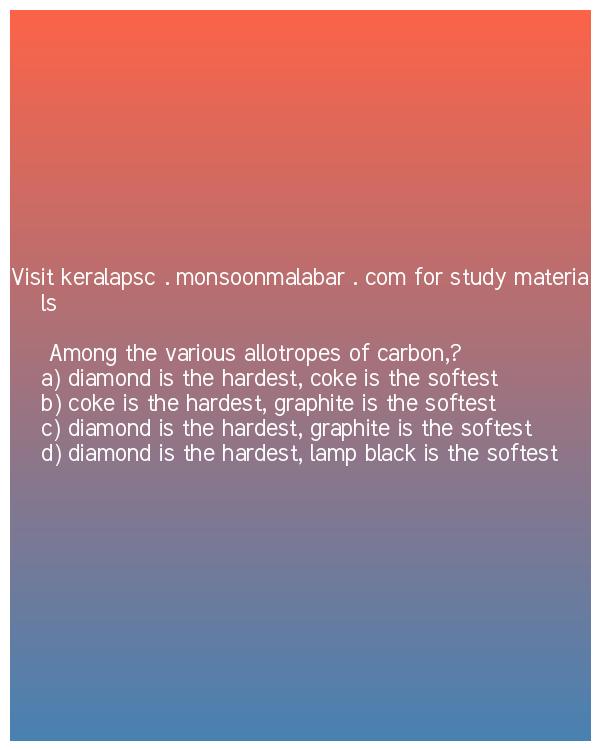 Visit keralapsc . monsoonmalabar . com for study materia
ls
Among the various allotropes of carbon,?
a) diamond is the hardest, coke is the softest
b) coke is the hardest, graphite is the softest
c) diamond is the hardest, graphite is the softest
d) diamond is the hardest, lamp black is the softest